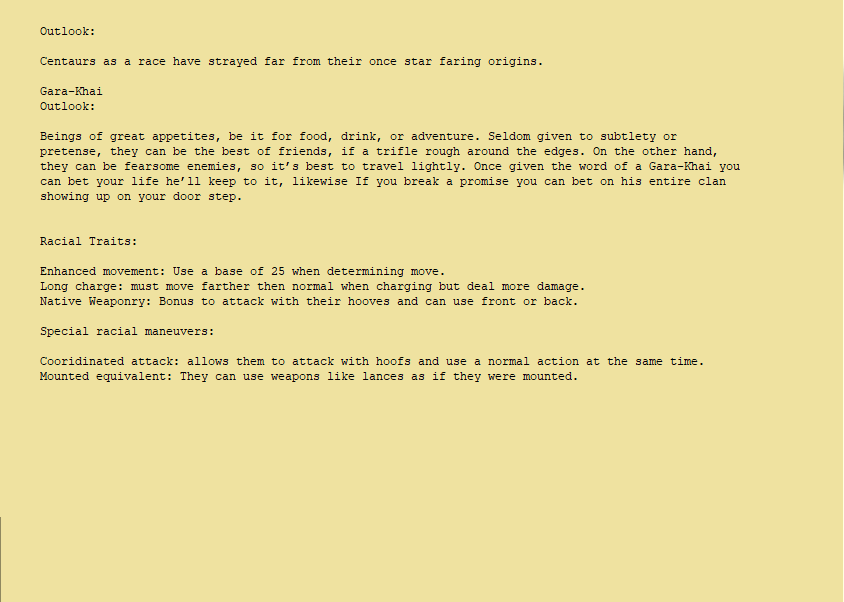 Outlook:
Centaurs as a race have strayed far from their once star faring origins.
Gara-Khai
Outlook:
Beings of great appetites, be it for food, drink, or adventure. Seldom given to subtlety or
pretense, they can be the best of friends, if a trifle rough around the edges. On the other hand,
they can be fearsome enemies, so it's best to travel lightly. Once given the word of a Gara-Khai you
can bet your life he'll keep to it, likewise If you break a promise you can bet on his entire clan
showing up on your door step.
Racial Traits:
Enhanced movement: Use a base of 25 when determining move.
Long charge: must move farther then normal when charging but deal more damage.
Native Weaponry: Bonus to attack with their hooves and can use front or back.
Special racial maneuvers:
Cooridinated attack: allows them to attack with hoofs and use a normal action at the same time.
Mounted equivalent: They can use weapons like lances as if they were mounted.